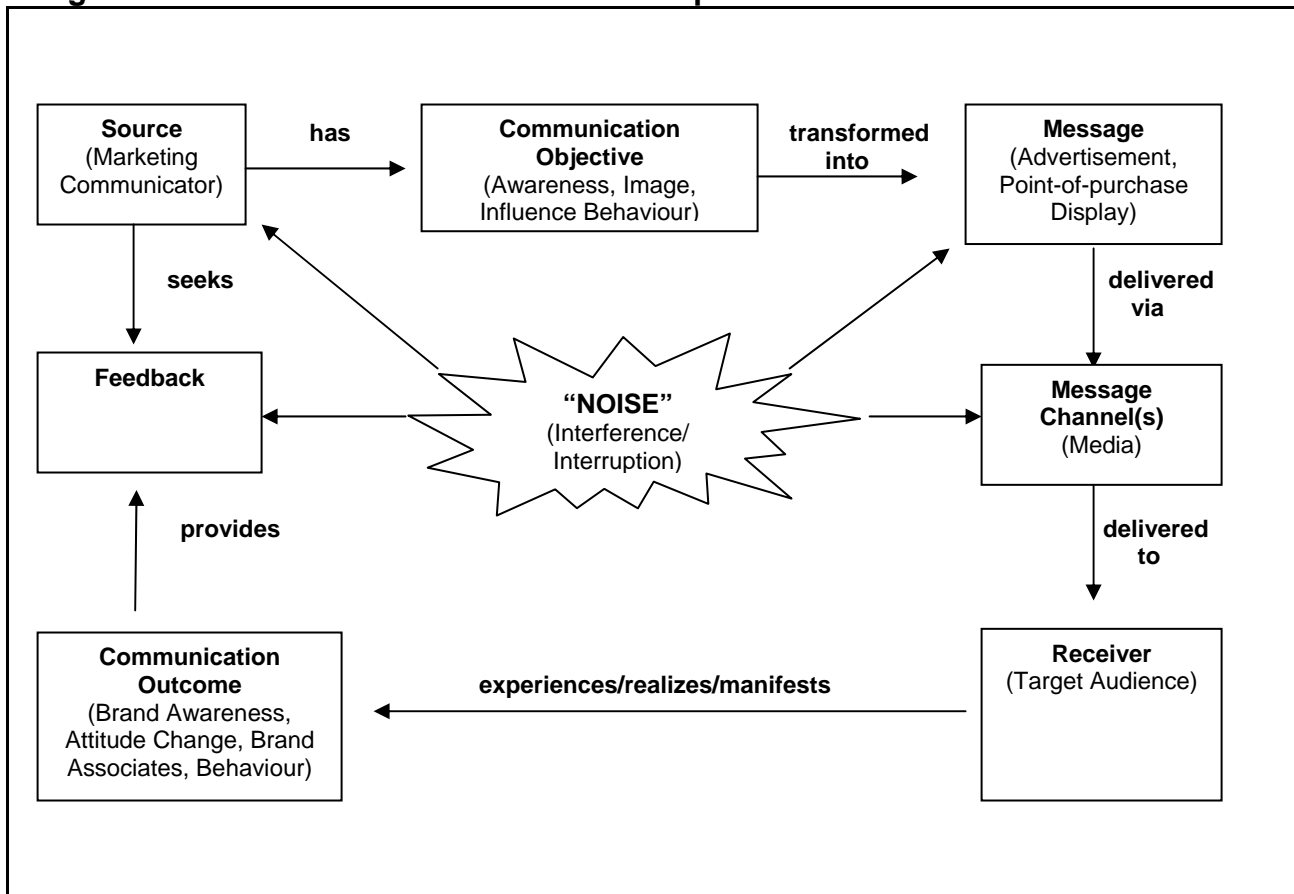 Source
(Marketing
Communicator)
has
Communication
Objective
(Awareness, Image,
Influence Behaviour)
transformed
into
Message
(Advertisement,
Point-of-purchase
Display)
seeks
delivered
via
Feedback
“NOISE”
(Interference/
Interruption)
Message
Channel(s)
(Media)
provides
delivered
to
Communication
Outcome
(Brand Awareness,
Attitude Change, Brand
Associates, Behaviour)
experiences/realizes/manifests
Receiver
(Target Audience)